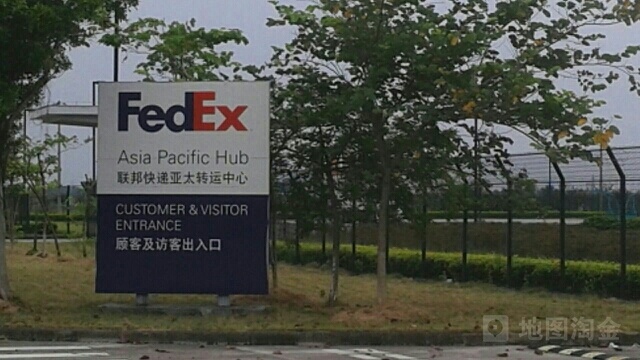 FedEx
Asia Pacific Hub
联邦快递亚太转运中心
CUSTOMER & VISITOR
ENTRANCE
顾客及访客出入口
地图淘金